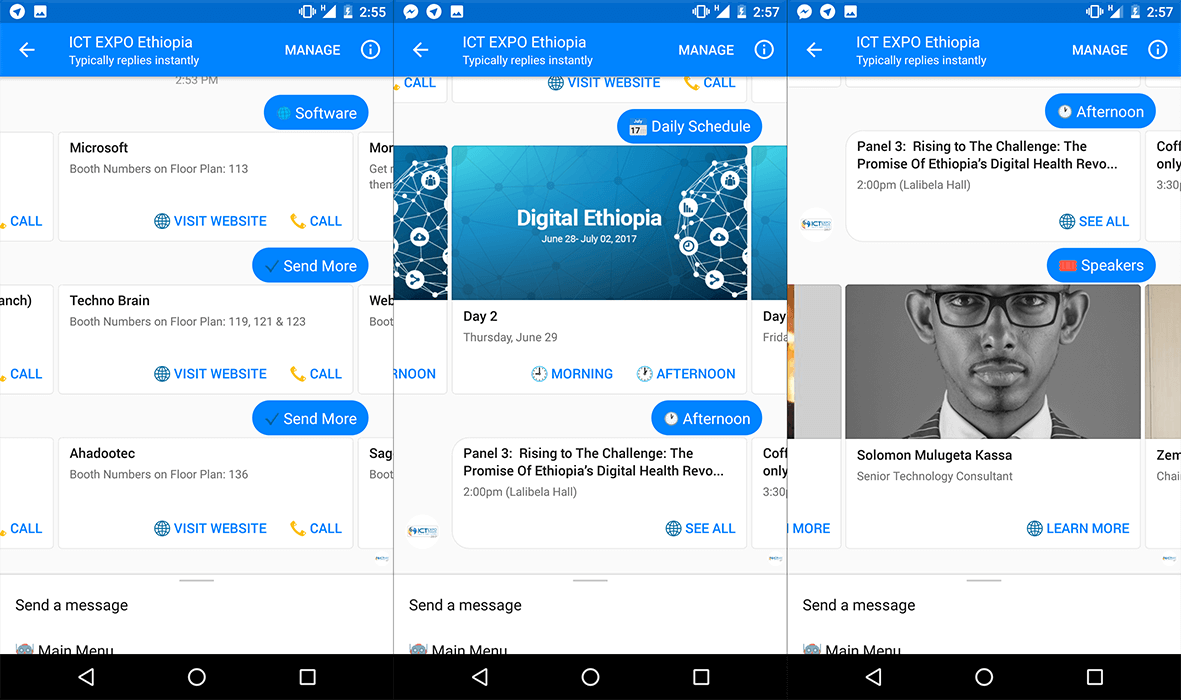 2:55
ICT EXPO Ethiopia
Typically replies instantly
MANAGE
2:53 PM
Software
Microsoft
Booth Numbers on Floor Plan: 113
CALL
VISIT WEBSITE
CALL
Mor
Get r
them
Send More
anch)
Techno Brain
Booth Numbers on Floor Plan: 119, 121 & 123
CALL
VISIT WEBSITE
CALL
Web
Boot
Send More
Ahadootec
Booth Numbers on Floor Plan: 136
CALL
VISIT WEBSITE
CALL
Sag
Boot
Send a message
Main Menu
2:57
ICT EXPO Ethiopia
Typically replies instantly
MANAGE
CALL
VISIT WEBSITE
CALL
Daily Schedule
Digital Ethiopia
June 28- July 02, 2017
Day 2
Thursday, June 29
RNOON
MORNING
AFTERNOON
Day
Frida
Afternoon
Panel 3: Rising to The Challenge: The
Promise Of Ethiopia's Digital Health Revo...
2:00pm (Lalibela Hall)
SEE ALL
Coff
only
3:30p
Send a message
Main Menu
2:57
ICT EXPO Ethiopia
Typically replies instantly
MANAGE
Afternoon
Panel 3: Rising to The Challenge: The
Promise Of Ethiopia's Digital Health Revo...
2:00pm (Lalibela Hall)
SEE ALL
Coff
only
3:30p
Speakers
Solomon Mulugeta Kassa
Senior Technology Consultant
MORE
LEARN MORE
Zem
Chair
Send a message
Main Menu